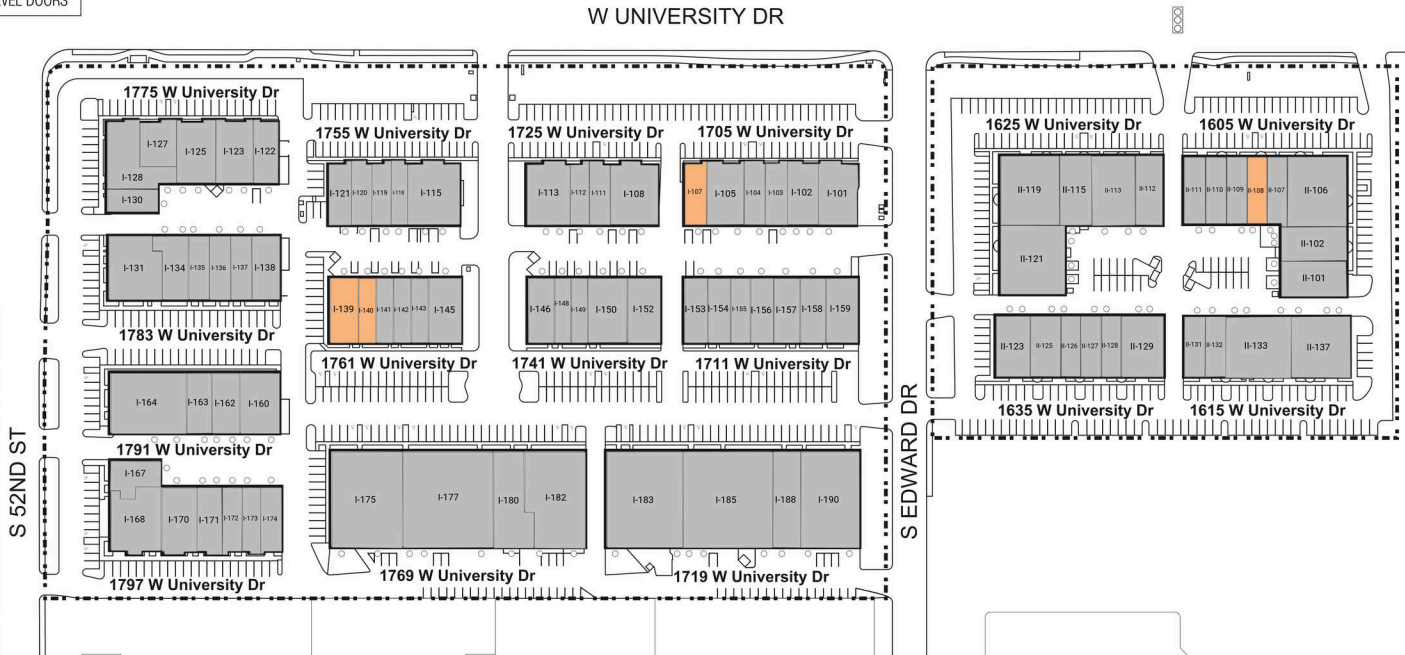 VEL DOORS
W UNIVERSITY DR
1775 W University Dr
I-127
I-125
I-123
I-122
I-128
I-130
1755 W University Dr
I-121
I-120
I-119
I-118
I-115
1725 W University Dr
I-113
I-112
I-111
I-108
1705 W University Dr
I-107
I-105
I-104
I-103
I-102
I-101
1625 W University Dr
II-119
II-115
II-113
II-112
II-121
1605 W University Dr
II-111
II-110
II-109
II-108
II-107
II-106
II-102
II-101
I-131
I-134
I-135
I-136
I-137
I-138
1783 W University Dr
I-139
I-140
I-141
I-142
I-143
I-145
1761 W University Dr
I-146
I-148
I-149
I-150
I-152
1741 W University Dr
I-153
I-154
I-155
I-156
I-157
I-158
I-159
1711 W University Dr
II-123
II-125
II-126
II-127
II-128
II-129
1635 W University Dr
II-131
II-132
II-133
II-137
1615 W University Dr
I-164
I-163
I-162
I-160
1791 W University Dr
I-167
I-168
I-170
I-171
I-172
I-173
I-174
1797 W University Dr
I-175
I-177
I-180
I-182
1769 W University Dr
I-183
I-185
I-188
I-190
1719 W University Dr
S 52ND ST
S EDWARD DR